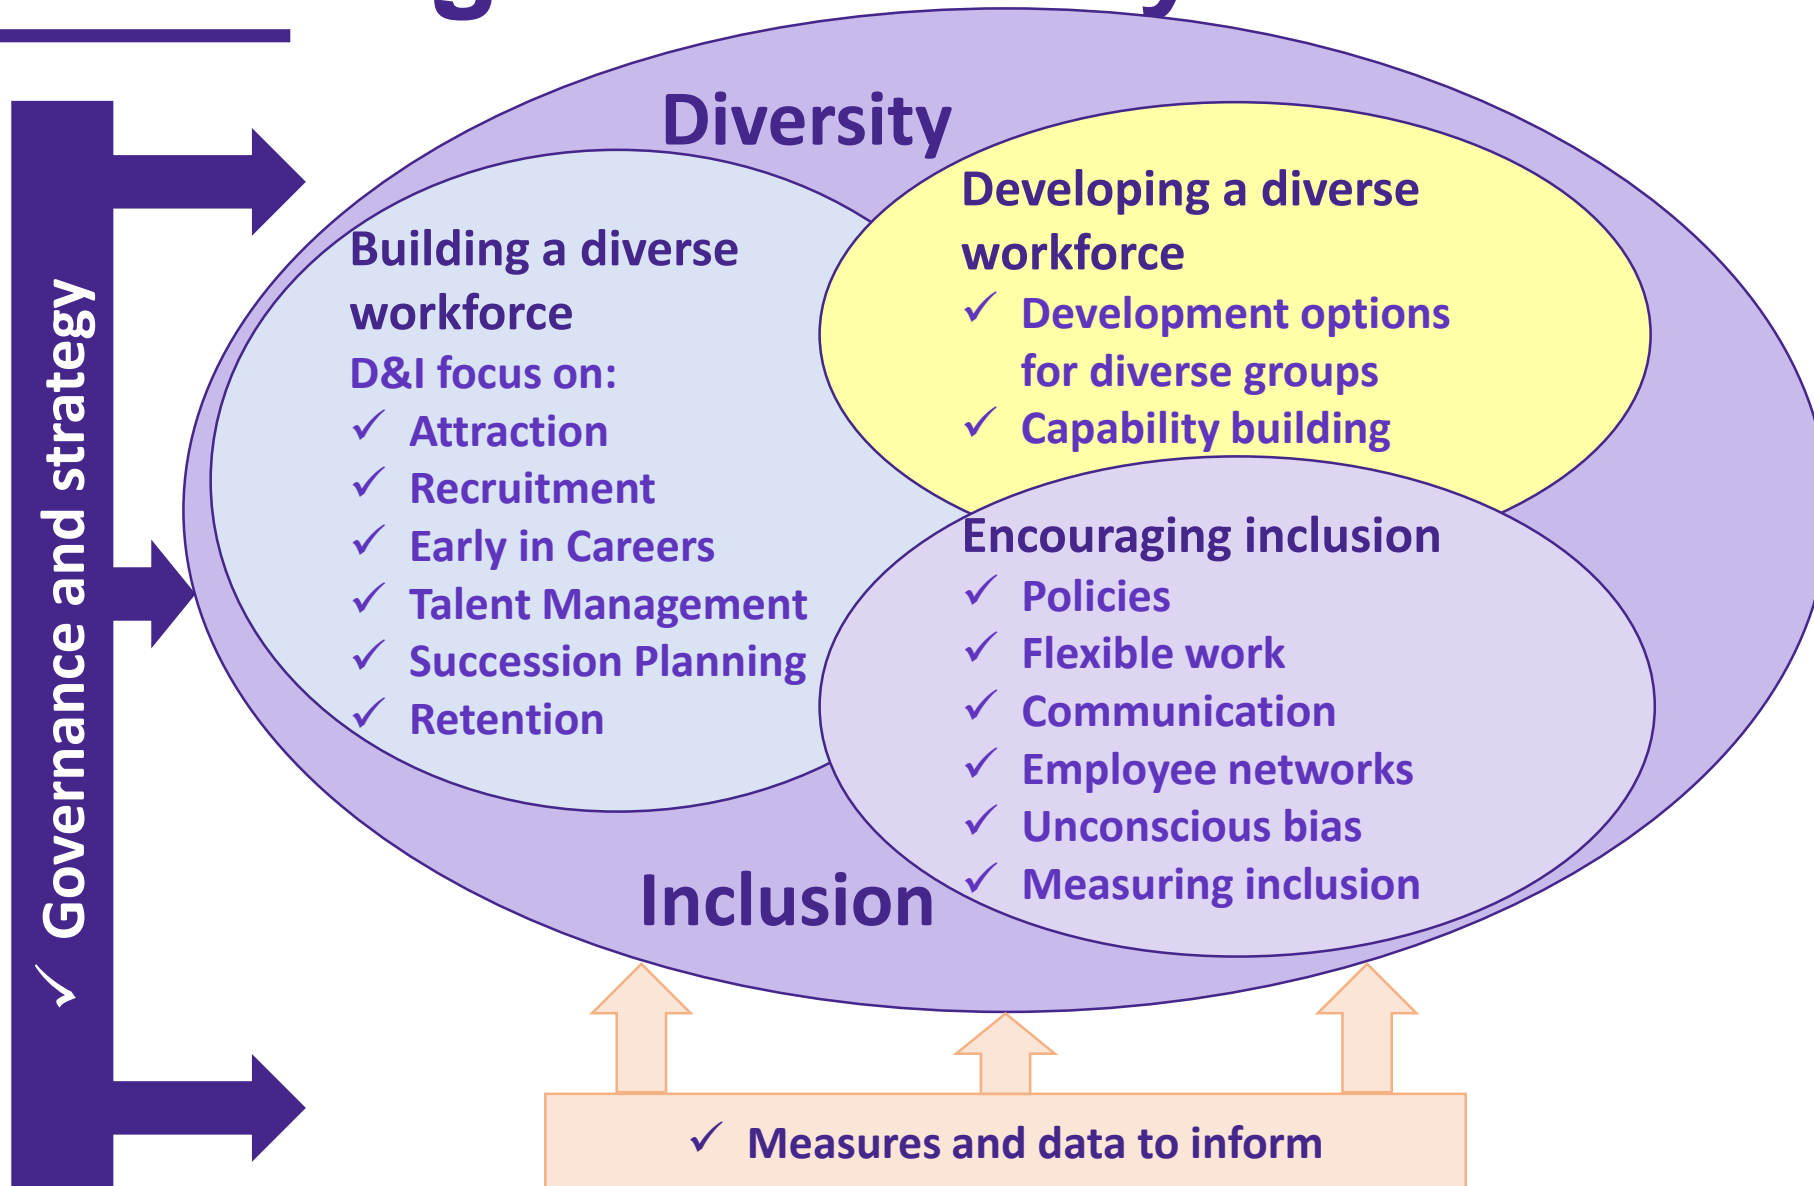 Diversity
✓ Governance and strategy
Building a diverse
workforce
D&I focus on:
✓ Attraction
✓ Recruitment
✓ Early in Careers
✓ Talent Management
✓ Succession Planning
✓ Retention
Developing a diverse
workforce
✓ Development options
for diverse groups
✓ Capability building
Encouraging inclusion
✓ Policies
✓ Flexible work
✓ Communication
✓ Employee networks
✓ Unconscious bias
✓ Measuring inclusion
Inclusion
✓ Measures and data to inform